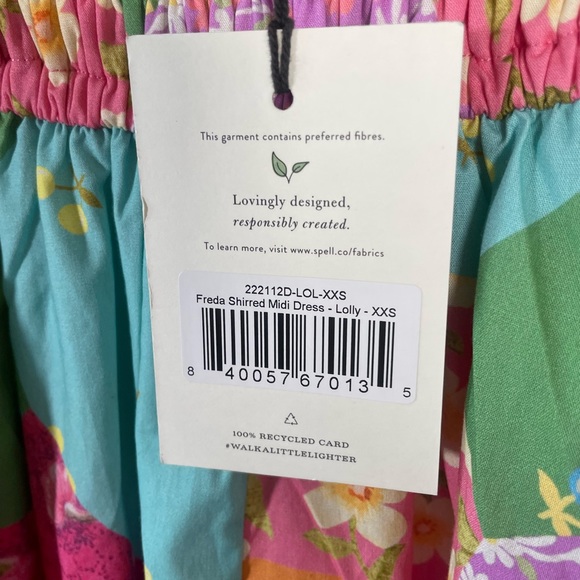 This garment contains preferred fibres.
Lovingly designed,
responsibly created.
To learn more, visit www.spell.co/fabrics
222112D-LOL-XXS
Freda Shirred Midi Dress - Lolly - XXS
8 40057 67013 5
100% RECYCLED CARD
#WALKALITTLELIGHTER